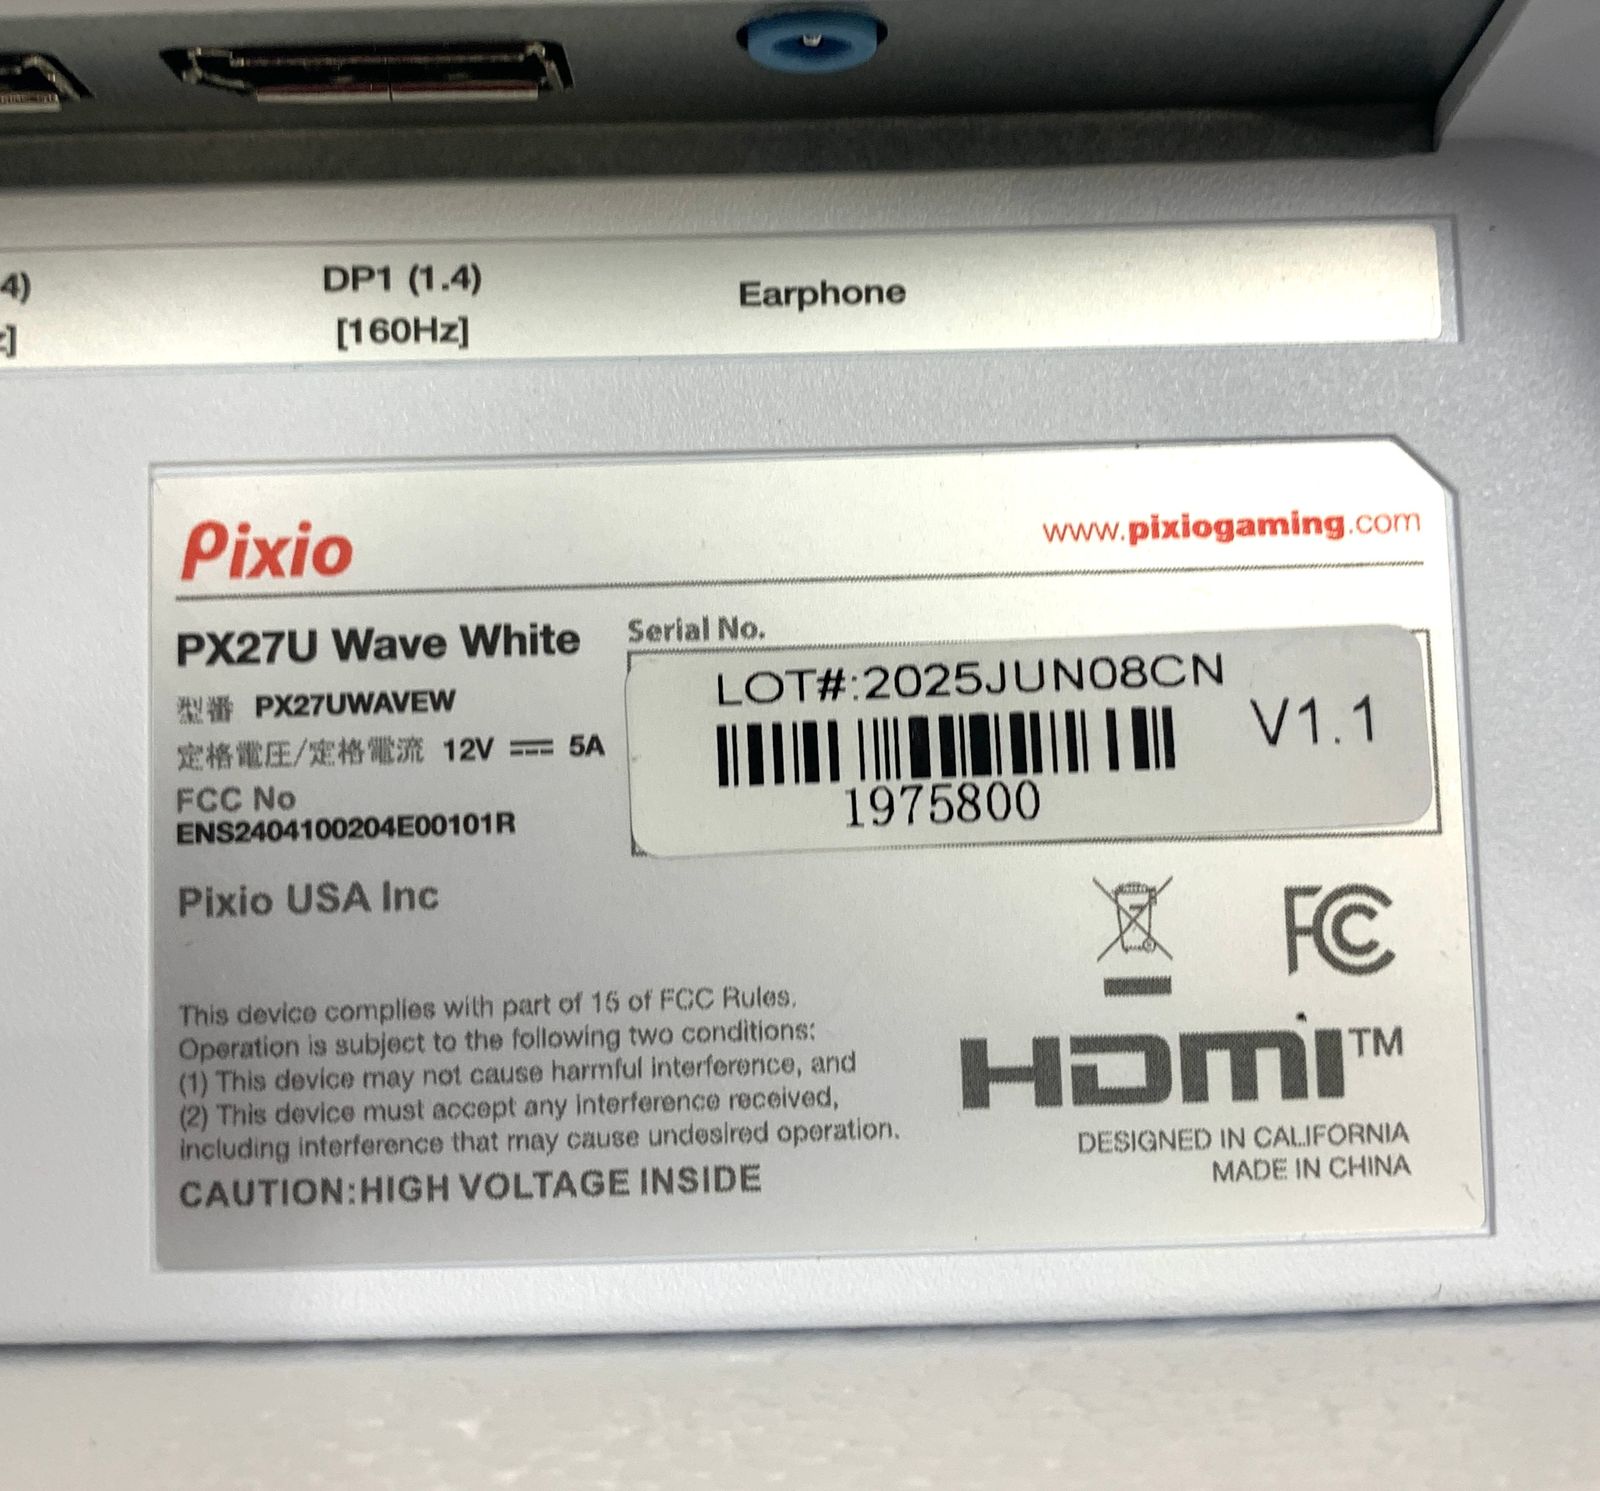 4)
DP1 (1.4)
[160Hz]
Earphone
Pixio
www.pixiogaming.com
PX27U Wave White
型番 PX27UWAVEW
定格電圧/定格電流 12V 5A
FCC No
ENS2404100204E00101R
Pixio USA Inc
Serial No.
LOT#:2025JUN08CN
V1.1
1975800
FC
HDMI™
DESIGNED IN CALIFORNIA
MADE IN CHINA
This device complies with part of 15 of FCC Rules.
Operation is subject to the following two conditions:
(1) This device may not cause harmful interference, and
(2) This device must accept any interference received,
including interference that may cause undesired operation.
CAUTION:HIGH VOLTAGE INSIDE